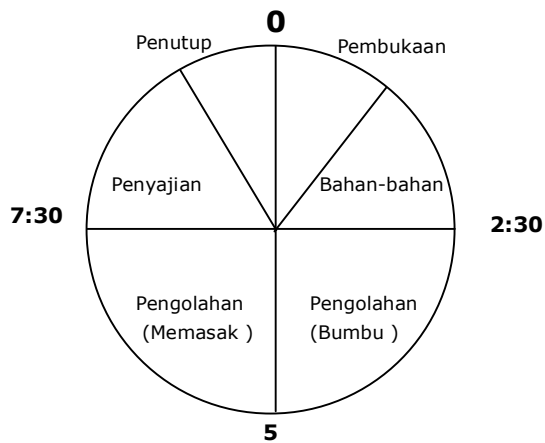 0
Penutup
Pembukaan
Penyajian
Bahan-bahan
7:30
2:30
Pengolahan
(Memasak )
Pengolahan
(Bumbu )
5